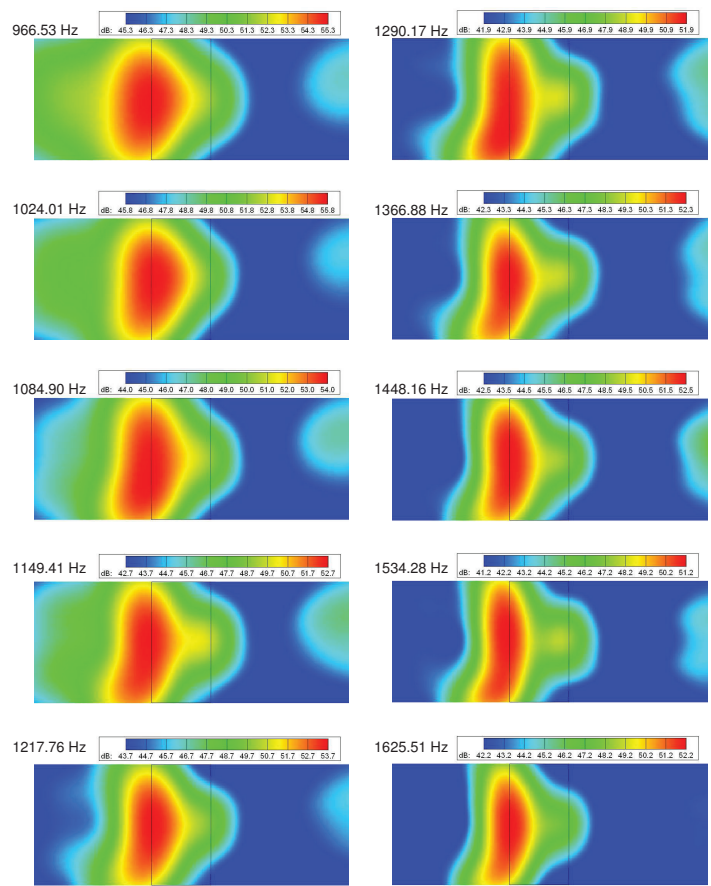 966.53 Hz
dB: 45.3 46.3 47.3 48.3 49.3 50.3 51.3 52.3 53.3 54.3 55.3
1024.01 Hz
dB: 45.8 46.8 47.8 48.8 49.8 50.8 51.8 52.8 53.8 54.8 55.8
1084.90 Hz
dB: 44.0 45.0 46.0 47.0 48.0 49.0 50.0 51.0 52.0 53.0 54.0
1149.41 Hz
dB: 42.7 43.7 44.7 45.7 46.7 47.7 48.7 49.7 50.7 51.7 52.7
1217.76 Hz
dB: 43.7 44.7 45.7 46.7 47.7 48.7 49.7 50.7 51.7 52.7 53.7
1290.17 Hz
dB: 41.9 42.9 43.9 44.9 45.9 46.9 47.9 48.9 49.9 50.9 51.9
1366.88 Hz
dB: 42.3 43.3 44.3 45.3 46.3 47.3 48.3 49.3 50.3 51.3 52.3
1448.16 Hz
dB: 42.5 43.5 44.5 45.5 46.5 47.5 48.5 49.5 50.5 51.5 52.5
1534.28 Hz
dB: 41.2 42.2 43.2 44.2 45.2 46.2 47.2 48.2 49.2 50.2 51.2
1625.51 Hz
dB: 42.2 43.2 44.2 45.2 46.2 47.2 48.2 49.2 50.2 51.2 52.2